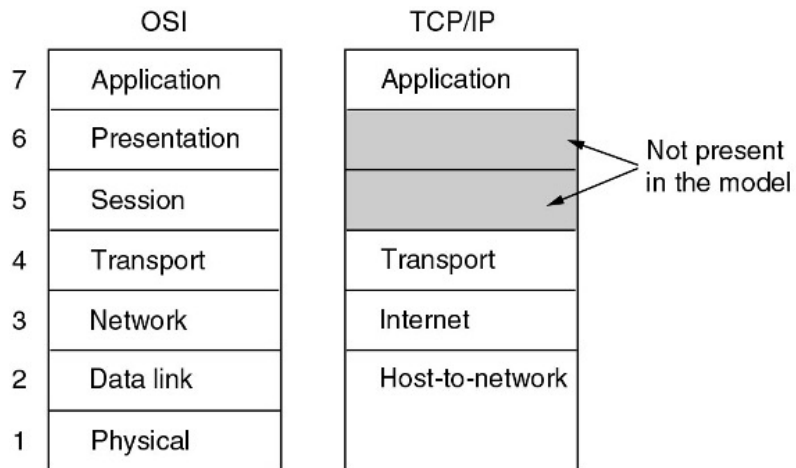 OSI TCP/IP
7 Application Application
6 Presentation
Not present
in the model
5 Session
4 Transport Transport
3 Network Internet
2 Data link Host-to-network
1 Physical